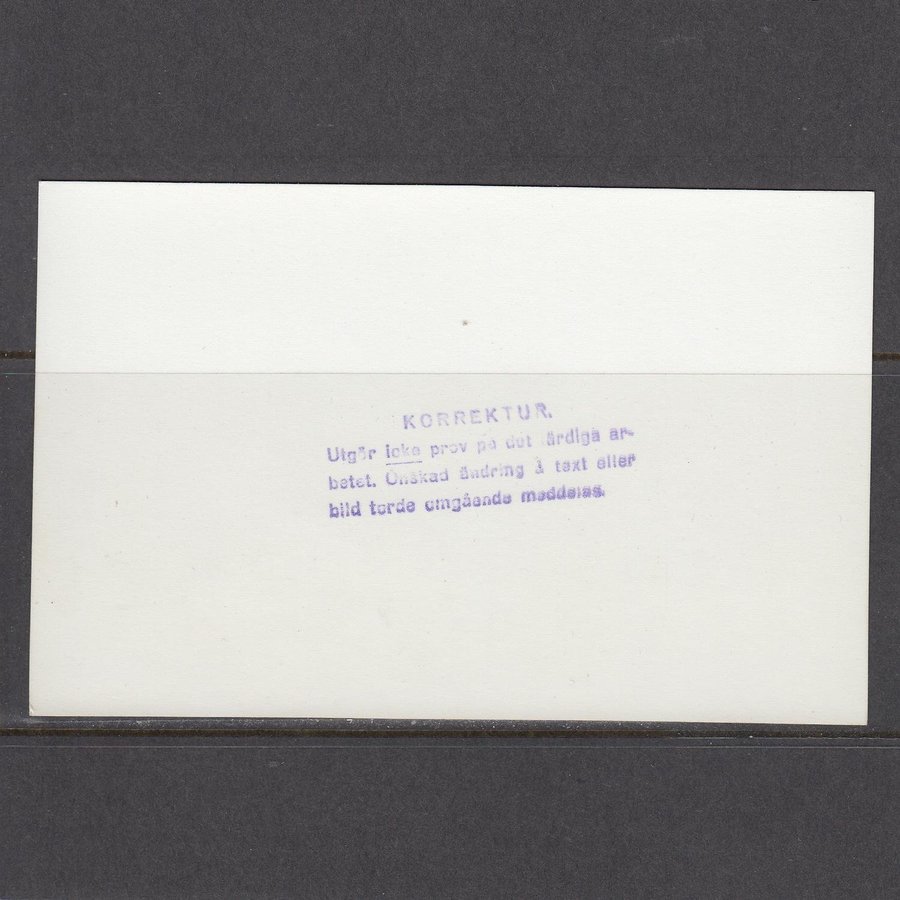 KORREKTUR.
Utgör icke prov på det färdiga ar-
betet. Önskad ändring å text eller
bild torde omgående meddelas.